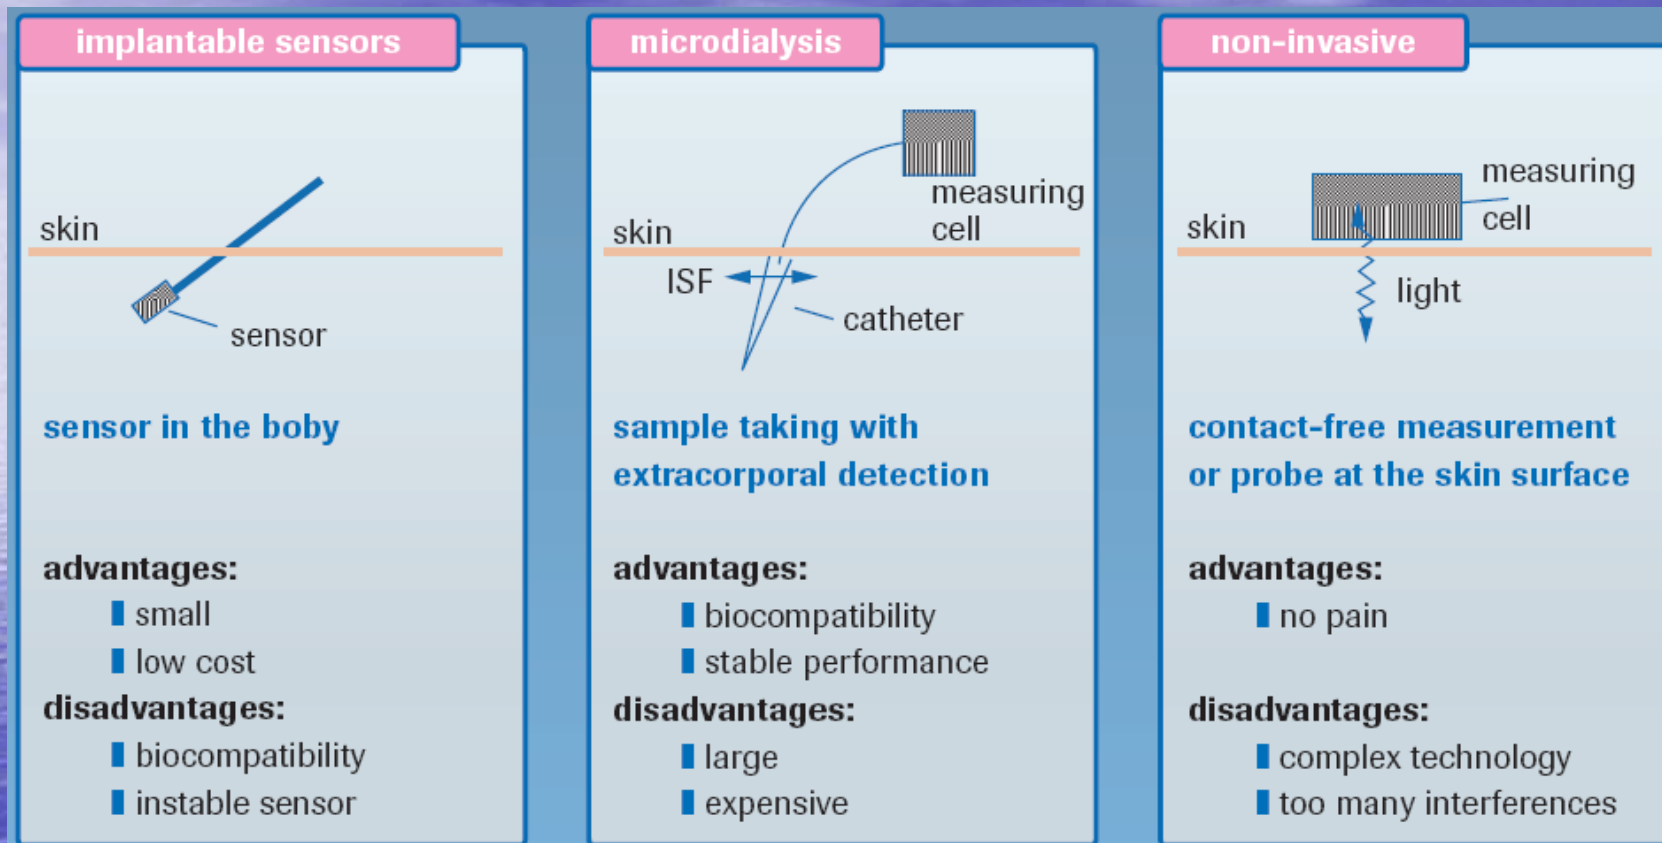 implantable sensors
skin
sensor
sensor in the boby
advantages:
small
low cost
disadvantages:
biocompatibility
instable sensor
microdialysis
measuring
cell
skin
ISF
catheter
sample taking with
extracorporal detection
advantages:
biocompatibility
stable performance
disadvantages:
large
expensive
non-invasive
measuring
cell
skin
light
contact-free measurement
or probe at the skin surface
advantages:
no pain
disadvantages:
complex technology
too many interferences